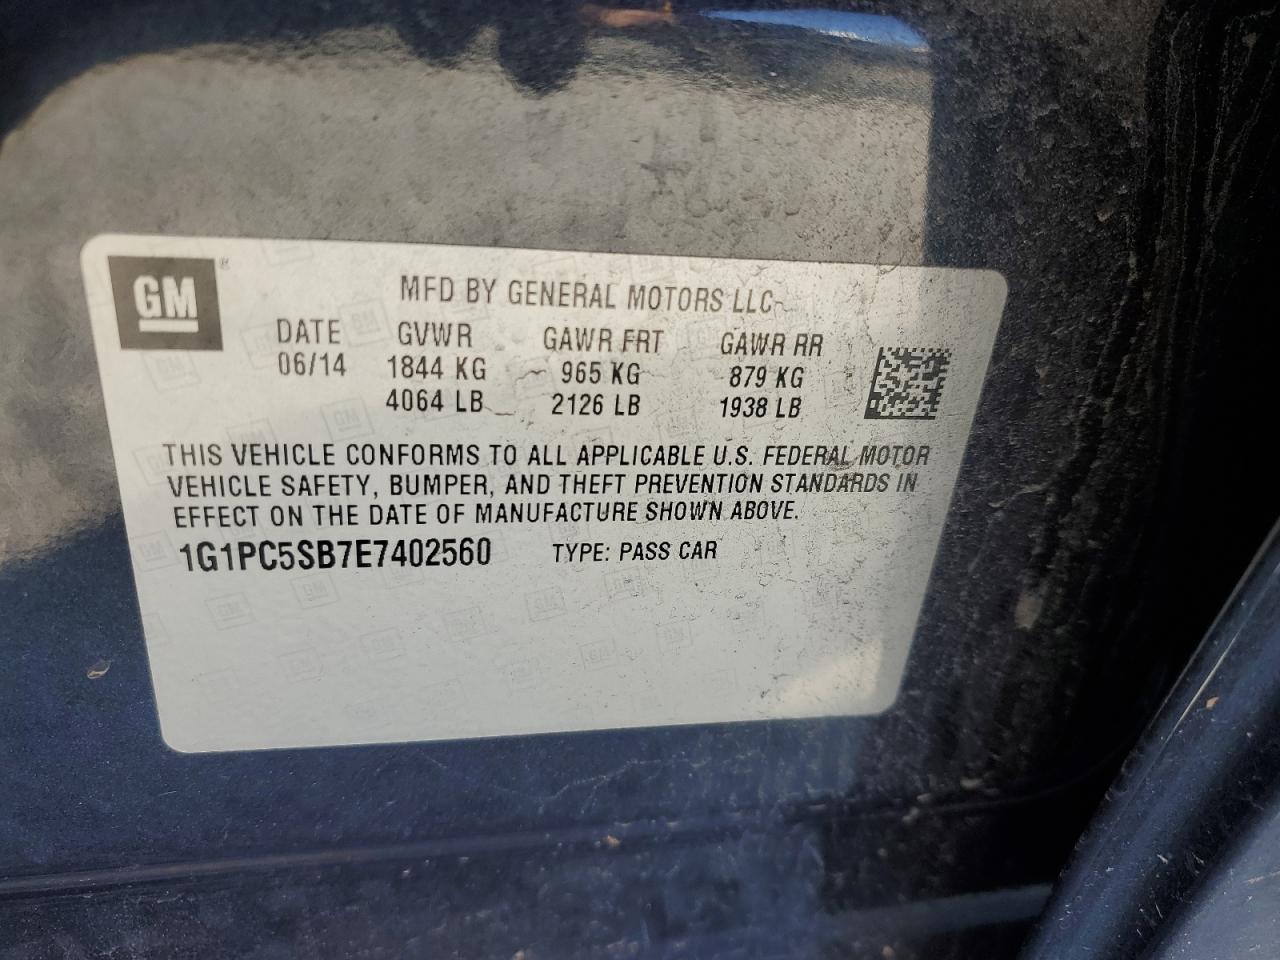 GM®
MFD BY GENERAL MOTORS LLC
DATE GVWR GAWR FRT GAWR RR
06/14 1844 KG 965 KG 879 KG
4064 LB 2126 LB 1938 LB
THIS VEHICLE CONFORMS TO ALL APPLICABLE U.S. FEDERAL MOTOR
VEHICLE SAFETY, BUMPER, AND THEFT PREVENTION STANDARDS IN
EFFECT ON THE DATE OF MANUFACTURE SHOWN ABOVE.
1G1PC5SB7E7402560 TYPE: PASS CAR